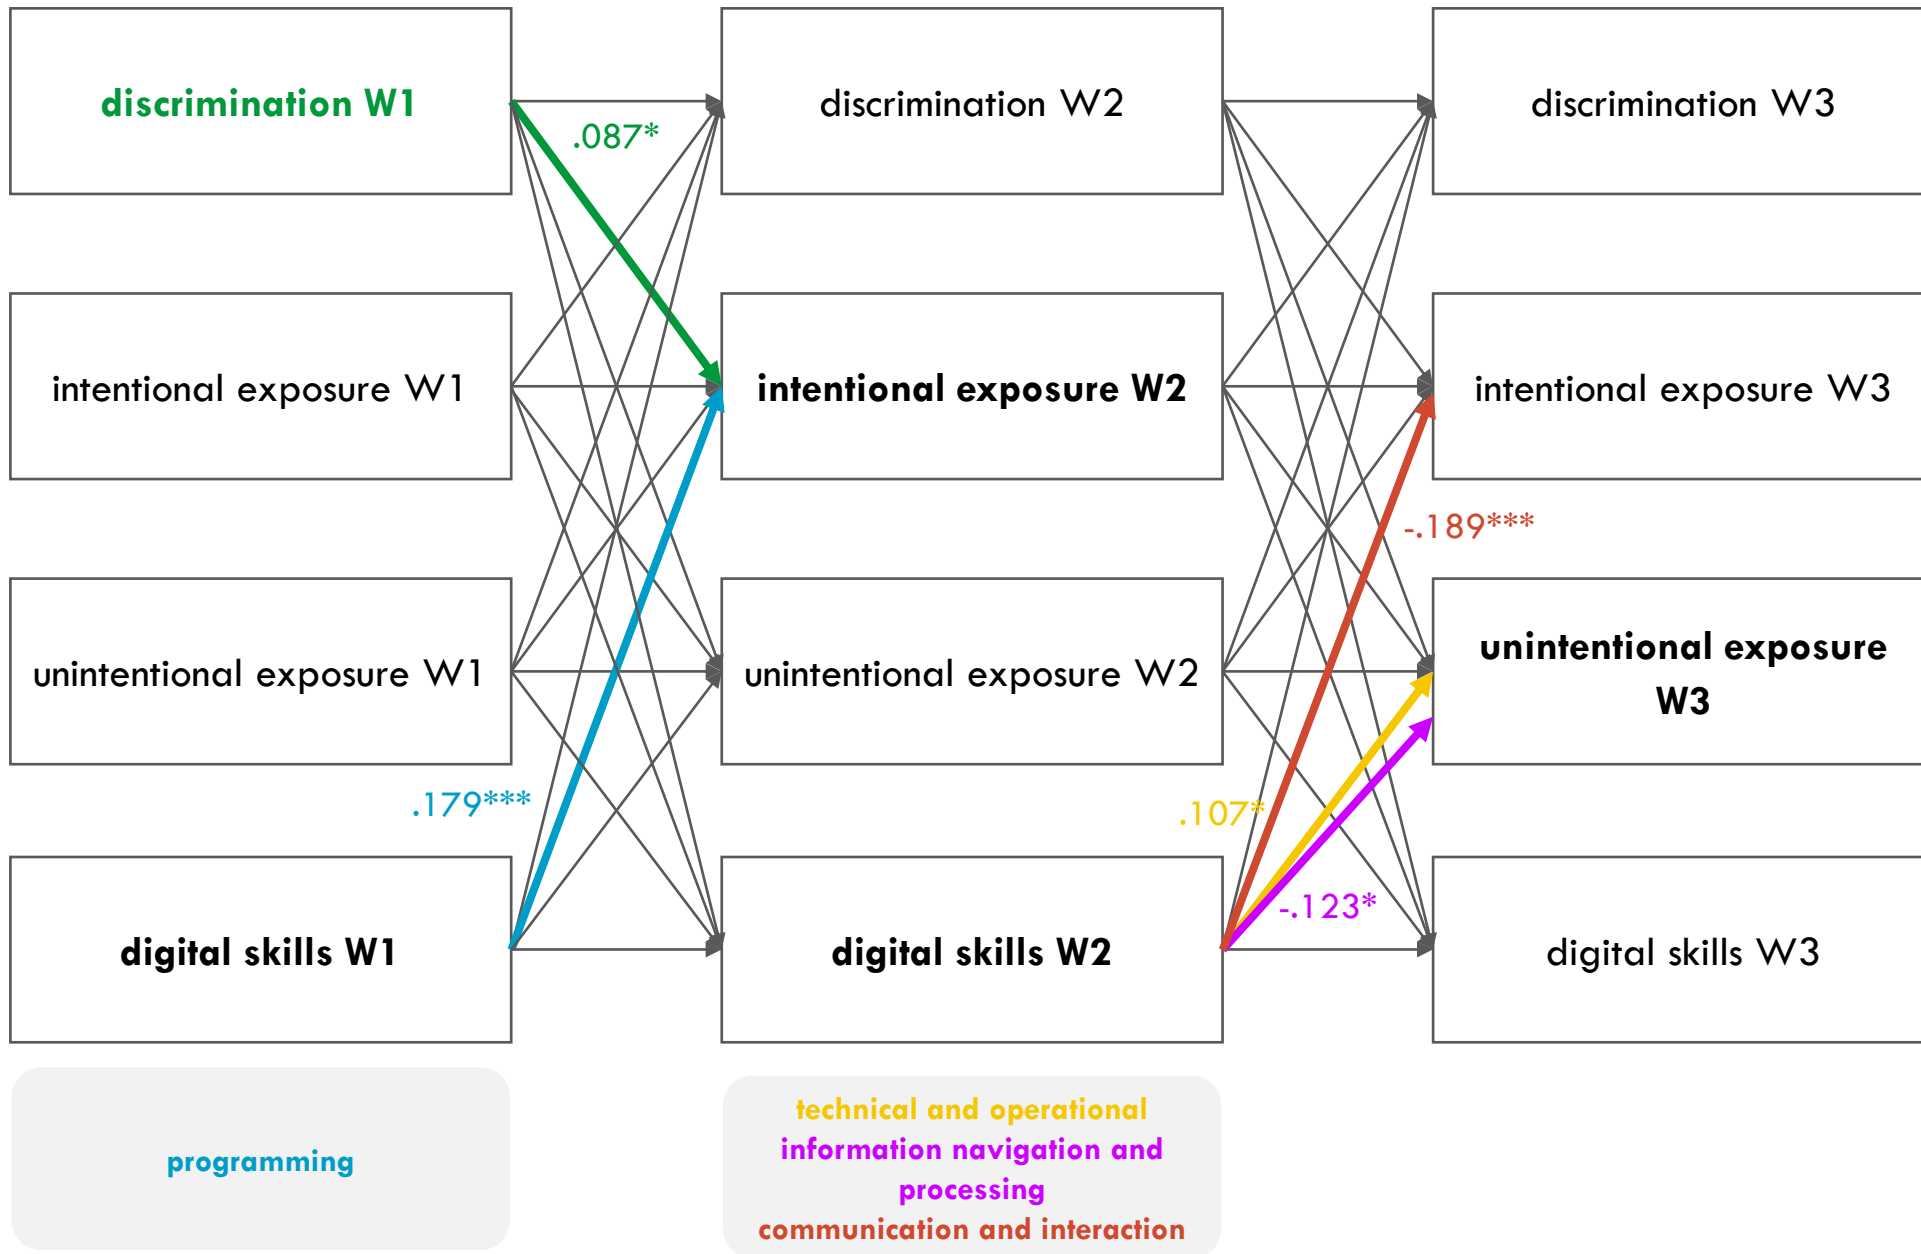 discrimination W1
discrimination W2
discrimination W3
.087*
intentional exposure W1
intentional exposure W2
intentional exposure W3
-.189***
unintentional exposure W1
unintentional exposure W2
unintentional exposure
W3
.179***
.107*
-.123*
digital skills W1
digital skills W2
digital skills W3
programming
technical and operational
information navigation and
processing
communication and interaction